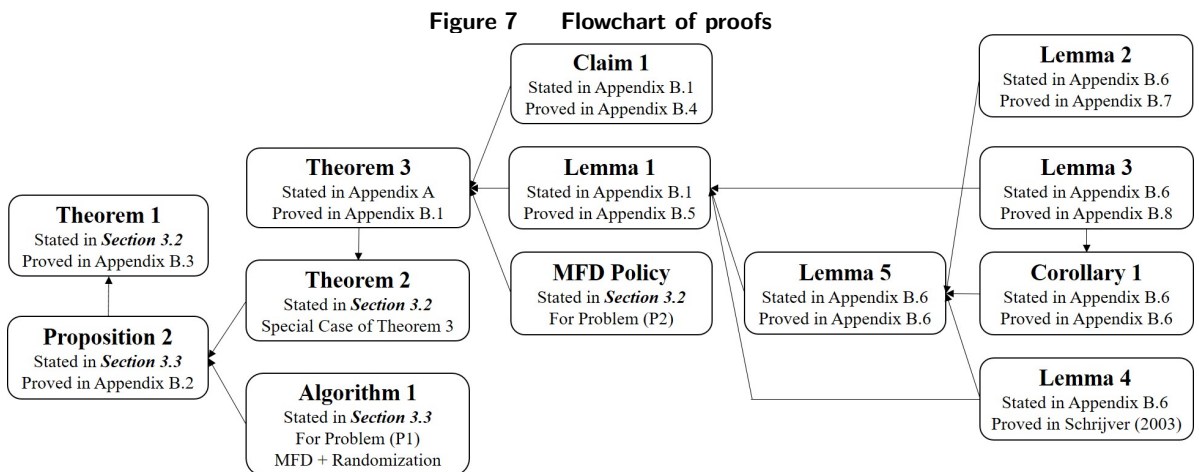 Figure 7 Flowchart of proofs
Theorem 1
Stated in Section 3.2
Proved in Appendix B.3
Proposition 2
Stated in Section 3.3
Proved in Appendix B.2
Theorem 3
Stated in Appendix A
Proved in Appendix B.1
Theorem 2
Stated in Section 3.2
Special Case of Theorem 3
Algorithm 1
Stated in Section 3.3
For Problem (P1)
MFD + Randomization
Claim 1
Stated in Appendix B.1
Proved in Appendix B.4
Lemma 1
Stated in Appendix B.1
Proved in Appendix B.5
MFD Policy
Stated in Section 3.2
For Problem (P2)
Lemma 5
Stated in Appendix B.6
Proved in Appendix B.6
Lemma 2
Stated in Appendix B.6
Proved in Appendix B.7
Lemma 3
Stated in Appendix B.6
Proved in Appendix B.8
Corollary 1
Stated in Appendix B.6
Proved in Appendix B.6
Lemma 4
Stated in Appendix B.6
Proved in Schrijver (2003)